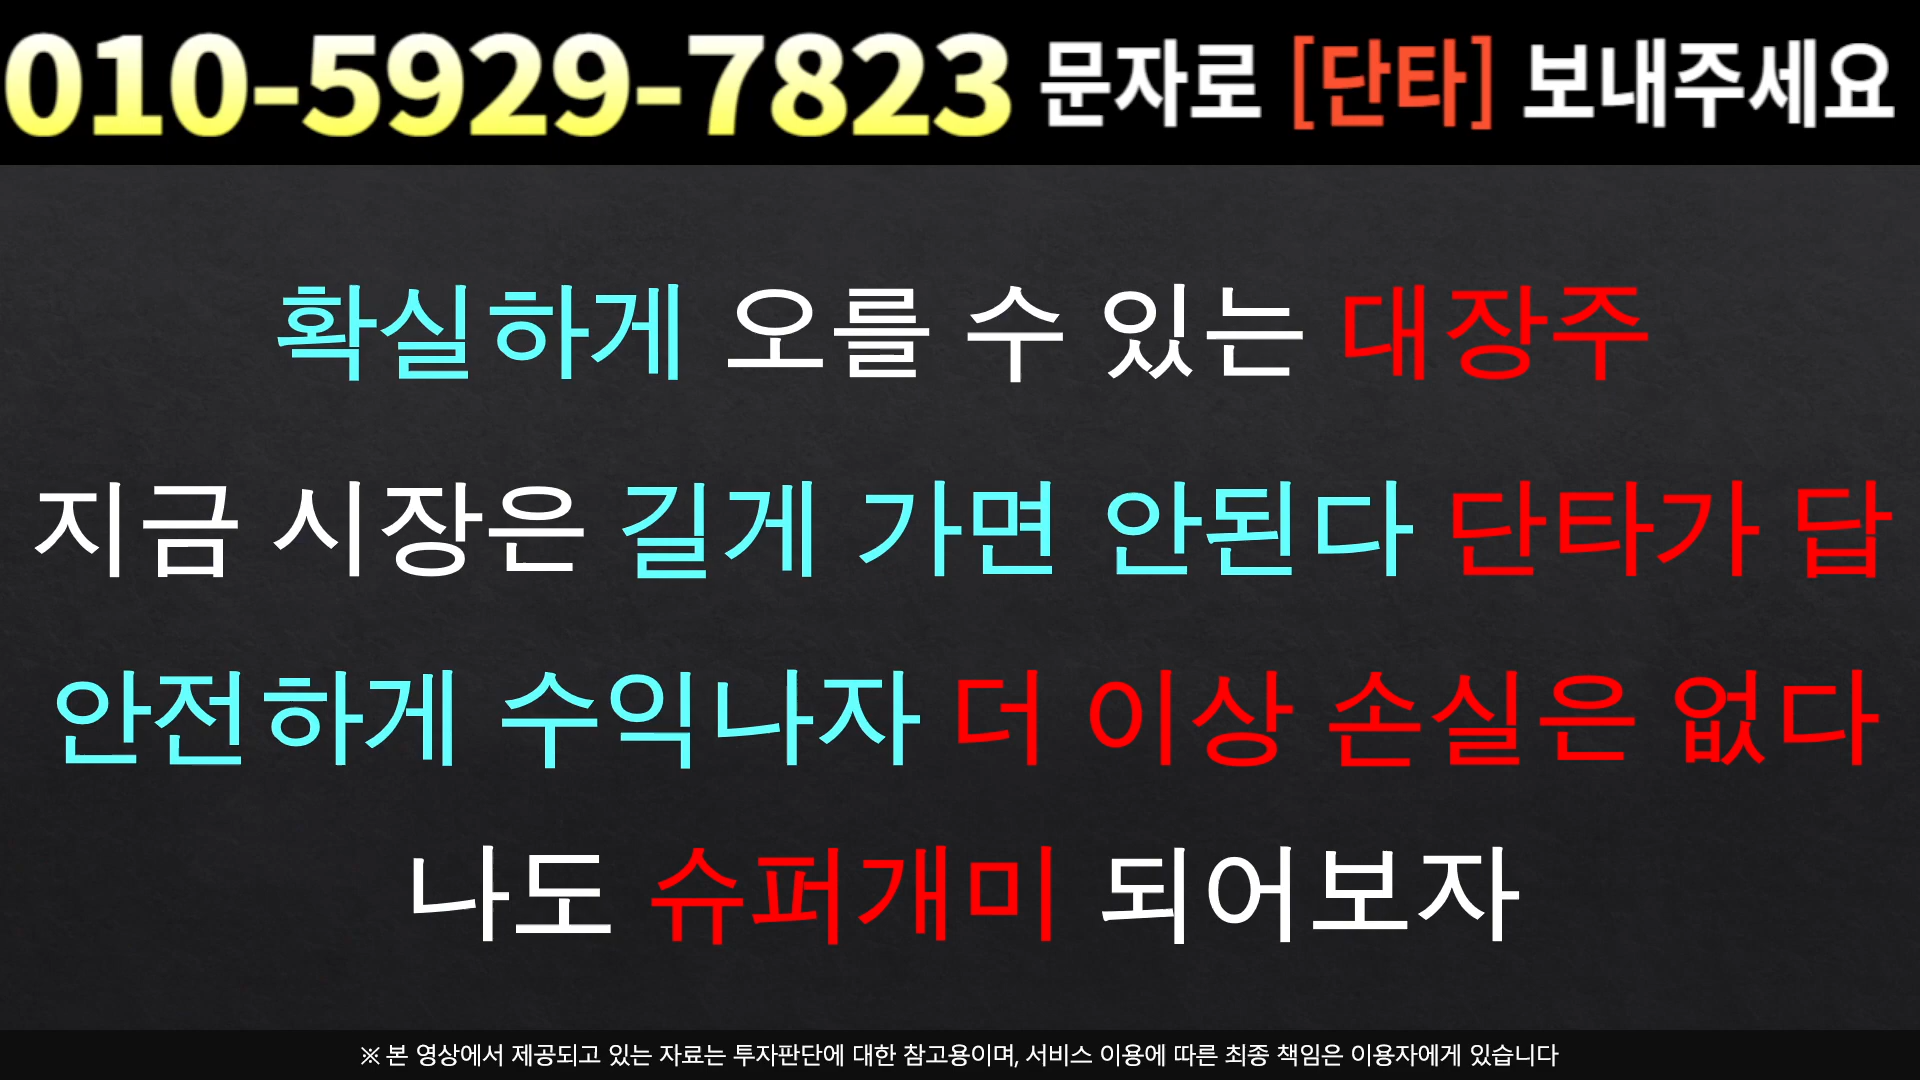 010-5929-7823 문자로 [단타] 보내주세요
확실하게 오를 수 있는 대장주
지금 시장은 길게 가면 안된다 단타가 답
안전하게 수익나자 더 이상 손실은 없다
나도 슈퍼개미 되어보자
※ 본 영상에서 제공되고 있는 자료는 투자판단에 대한 참고용이며, 서비스 이용에 따른 최종 책임은 이용자에게 있습니다